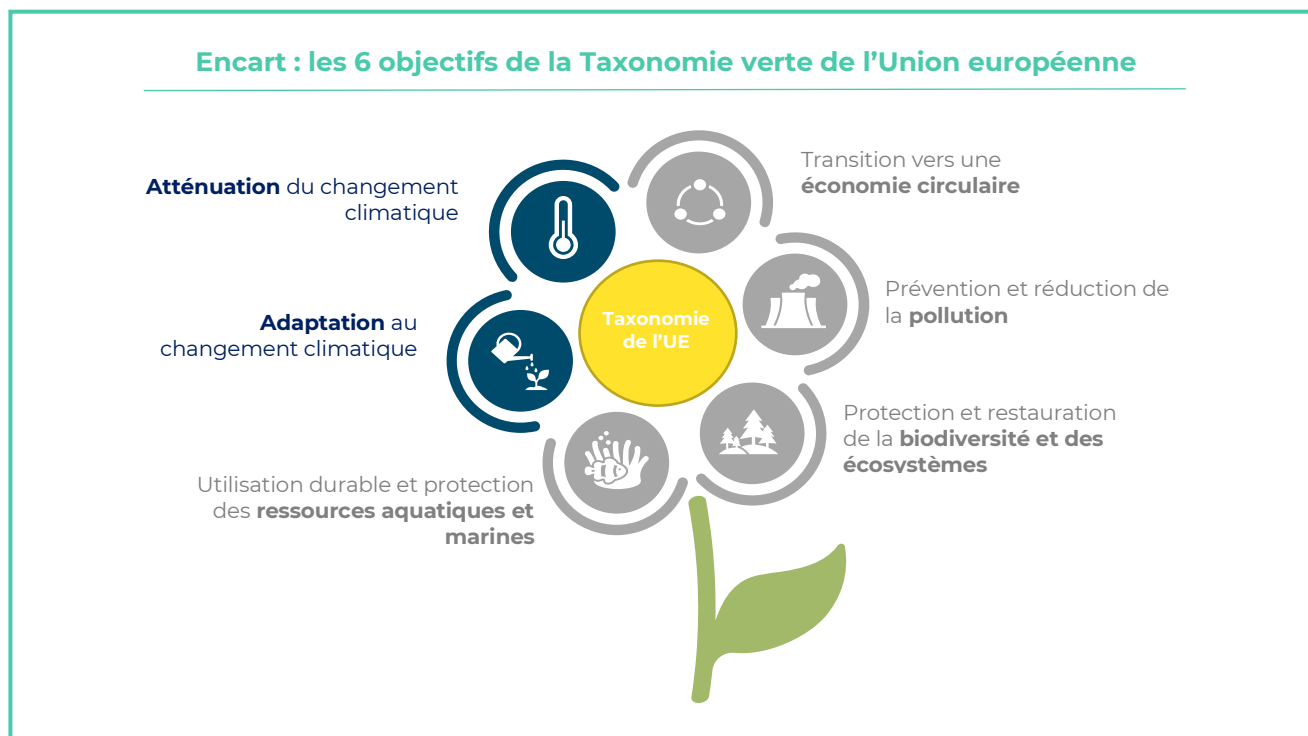 Encart : les 6 objectifs de la Taxonomie verte de l’Union européenne
Atténuation du changement
climatique
Adaptation au
changement climatique
Utilisation durable et protection
des ressources aquatiques et
marines
Taxonomie
de l’UE
Transition vers une
économie circulaire
Prévention et réduction de
la pollution
Protection et restauration
de la biodiversité et des
écosystèmes